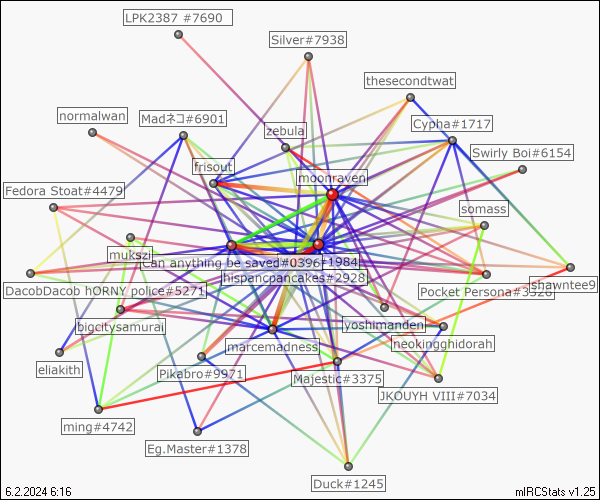 LPK2387 #7690
Silver#7938
thesecondtwat
normalwan
Madネコ#6901
zebula
Cypha#1717
Swirly Boi#6154
frisout
moonraven
Fedora Stoat#4479
somass
mukszi
Can anything be saved#0396
#1984
hispancpancakes#2928
DacobDacob hORNY_police#5271
Pocket Persona#3526
shawntee9
bigcitysamurai
yoshimanden
neokingghidorah
marcemadness
eliakith
Pikabro#9971
Majestic#3375
JKOUYH VIII#7034
ming#4742
Eg.Master#1378
Duck#1245
6.2.2024 6:16
mIRCStats v1.25